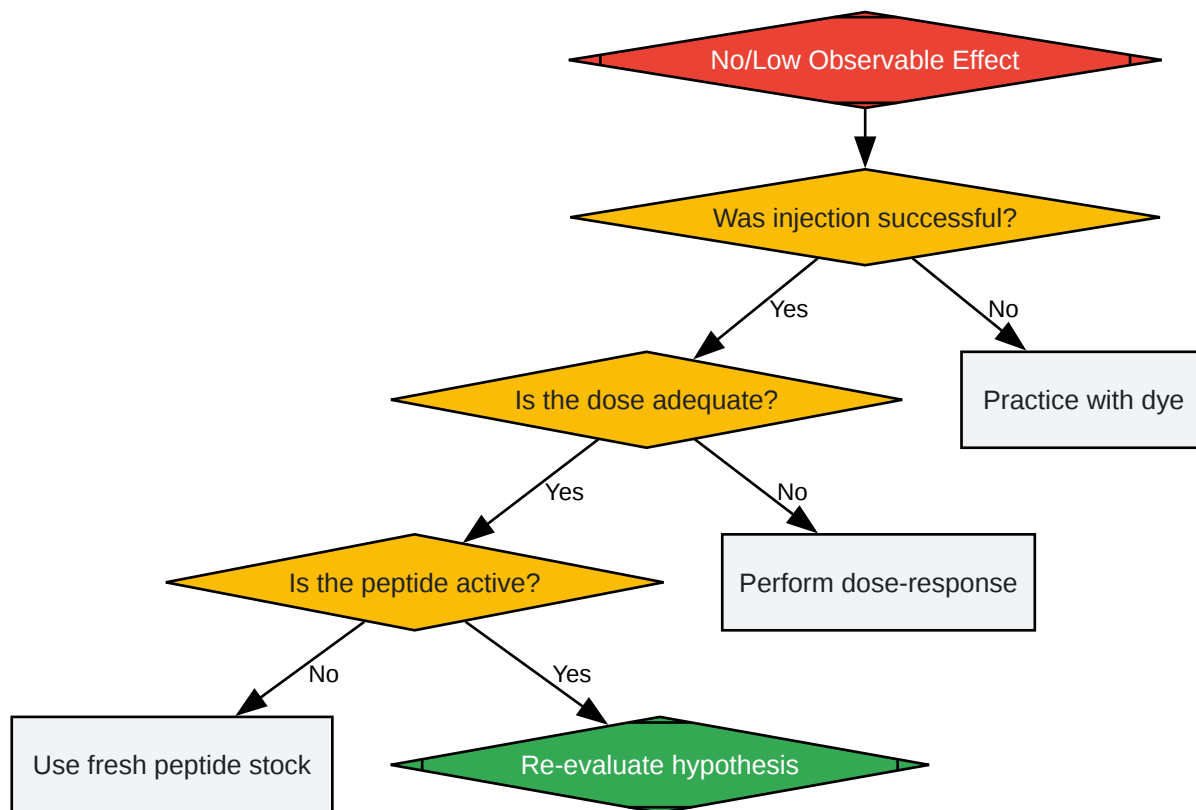 No/Low Observable Effect
Was injection successful?
Yes
No
Is the dose adequate?
Practice with dye
Yes
No
Is the peptide active?
Perform dose-response
No
Yes
Use fresh peptide stock
Re-evaluate hypothesis